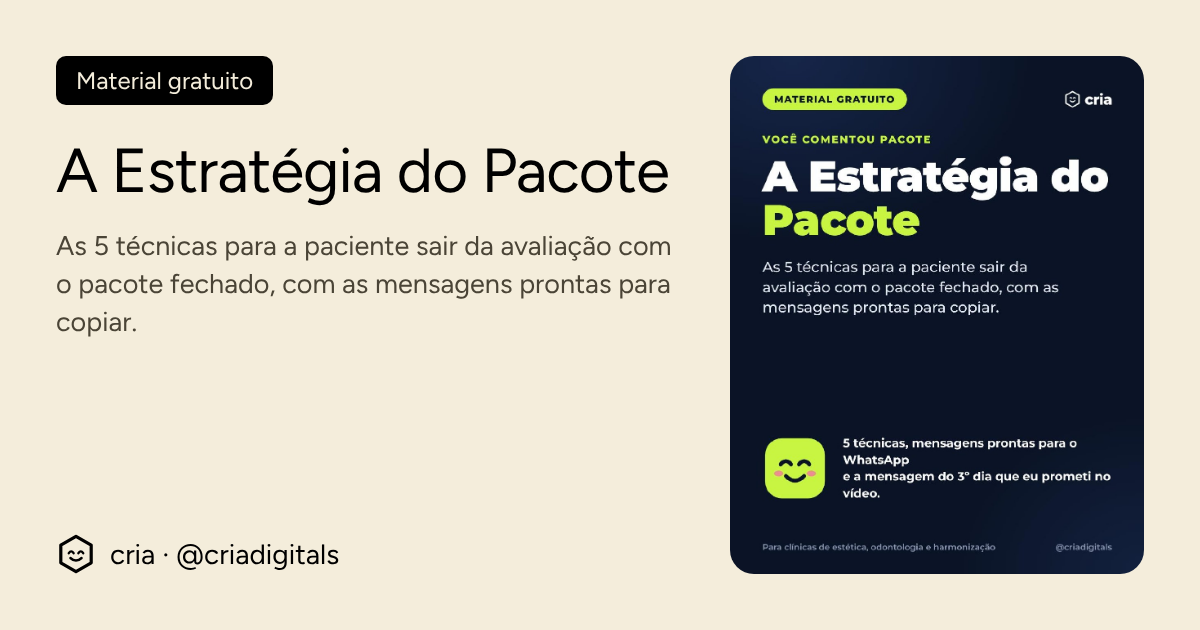 Material gratuito
A Estratégia do Pacote
As 5 técnicas para a paciente sair da avaliação com
o pacote fechado, com as mensagens prontas para
copiar.
cria · @criadigitals
MATERIAL GRATUITO
cria
VOCÊ COMENTOU PACOTE
A Estratégia do
Pacote
As 5 técnicas para a paciente sair da
avaliação com o pacote fechado, com as
mensagens prontas para copiar.
5 técnicas, mensagens prontas para o
WhatsApp
e a mensagem do 3º dia que eu prometi no
vídeo.
Para clínicas de estética, odontologia e harmonização
@criadigitals